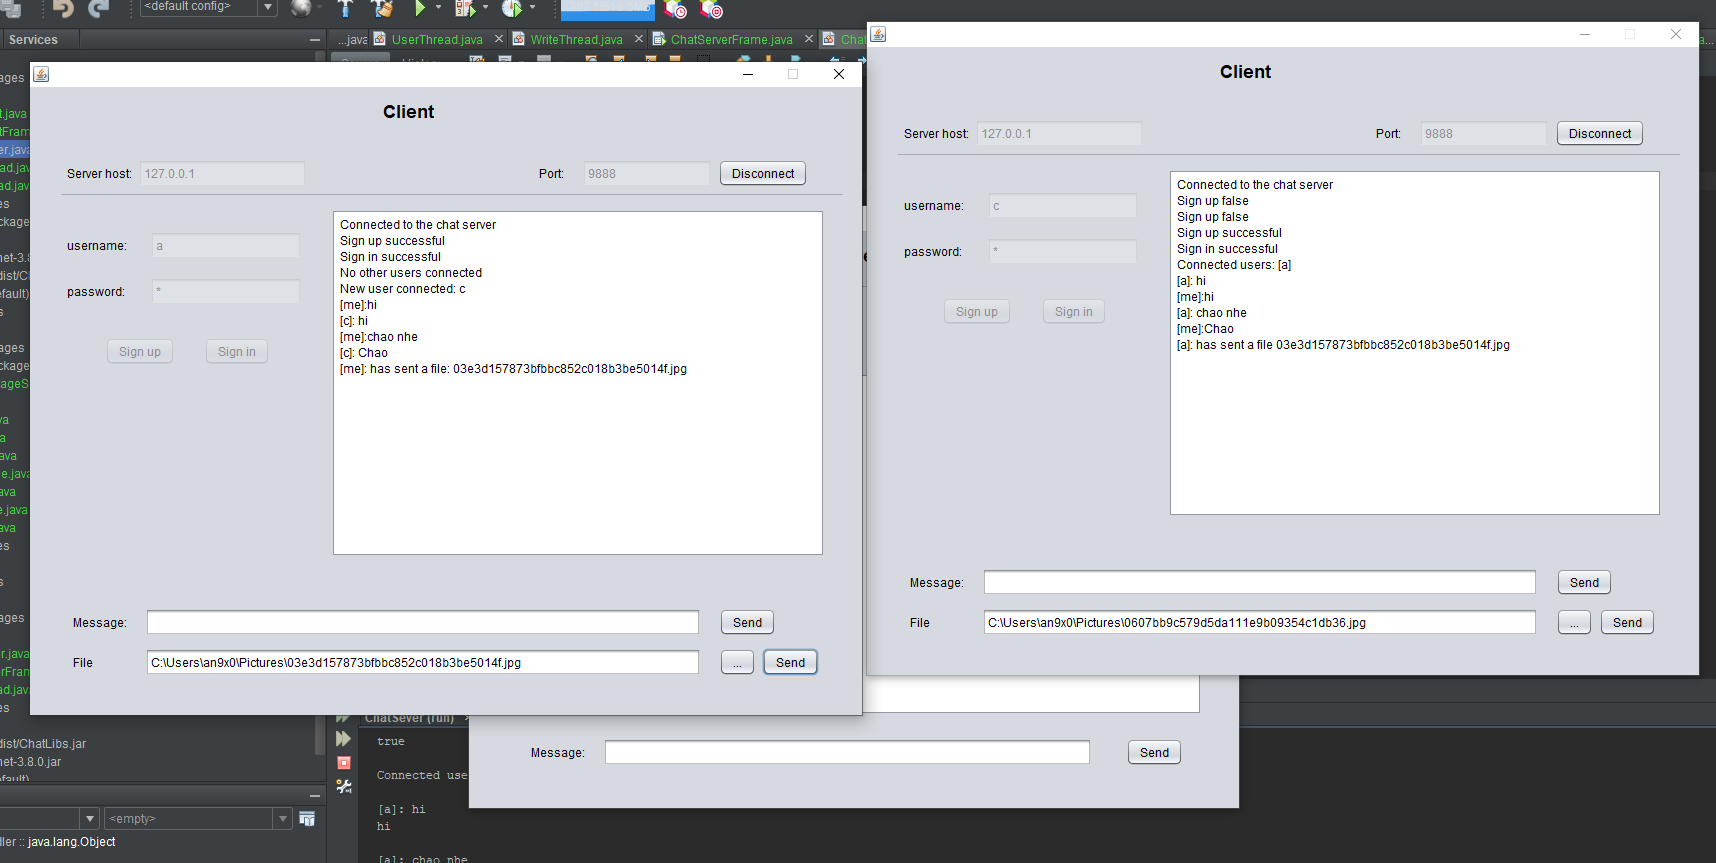 <default config>
Services
...java
UserThread.java
WriteThread.java
ChatServerFrame.java
Chat
ages
t.java
tFram
er.java
ad.jav
ad.jav
es
ckage
net-3.8
dist/C
efault)
s
ages
ackage
ageS
va
a
ava
e.java
ava
e.java
ava
es
s
ages
r.java
erFram
ad.java
es
dist/ChatLibs.jar
net-3.8.0.jar
efault)
<empty>
dler :: java.lang.Object
Client
Server host:
127.0.0.1
Port:
9888
Disconnect
username:
a
password:
*
Sign up
Sign in
Connected to the chat server
Sign up successful
Sign in successful
No other users connected
New user connected: c
[me]:hi
[c]: hi
[me]:chao nhe
[c]: Chao
[me]: has sent a file: 03e3d157873bfbbc852c018b3be5014f.jpg
Message:
Send
File
C:\Users\an9x0\Pictures\03e3d157873bfbbc852c018b3be5014f.jpg
...
Send
Client
Server host:
127.0.0.1
Port:
9888
Disconnect
username:
c
password:
*
Sign up
Sign in
Connected to the chat server
Sign up false
Sign up false
Sign up successful
Sign in successful
Connected users: [a]
[a]: hi
[me]:hi
[a]: chao nhe
[me]:Chao
[a]: has sent a file 03e3d157873bfbbc852c018b3be5014f.jpg
Message:
Send
File
C:\Users\an9x0\Pictures\0607bb9c579d5da111e9b09354c1db36.jpg
...
Send
ChatSever (run)
true
Connected use
[a]: hi
hi
[a]: chao nhe
Message:
Send